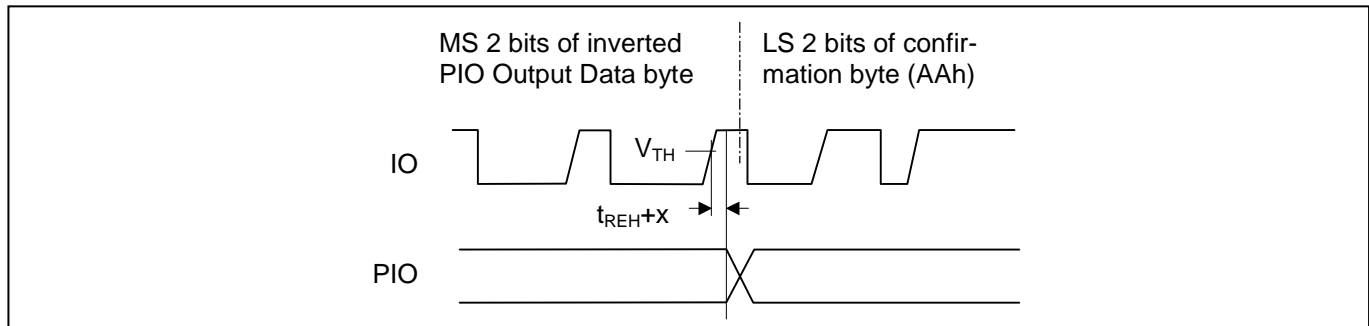 MS 2 bits of inverted
PIO Output Data byte
LS 2 bits of confir-
mation byte (AAh)
VTH
IO
tREH+x
PIO